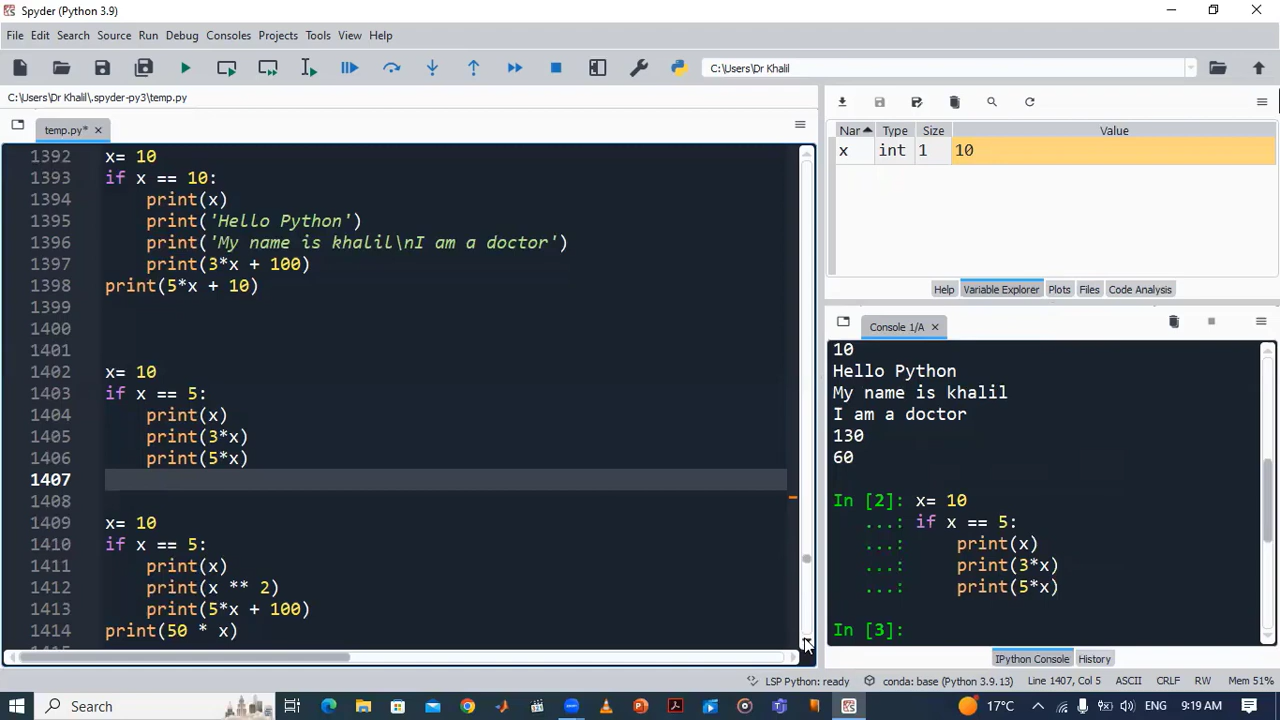 Spyder (Python 3.9)
File Edit Search Source Run Debug Consoles Projects Tools View Help
C:\Users\Dr Khalil
C:\Users\Dr Khalil\.spyder-py3\temp.py
temp.py*
1392 x= 10
1393 if x == 10:
1394     print(x)
1395     print('Hello Python')
1396     print('My name is khalil\nI am a doctor')
1397     print(3*x + 100)
1398 print(5*x + 10)
1399
1400
1401
1402 x= 10
1403 if x == 5:
1404     print(x)
1405     print(3*x)
1406     print(5*x)
1407
1408
1409 x= 10
1410 if x == 5:
1411     print(x)
1412     print(x ** 2)
1413     print(5*x + 100)
1414 print(50 * x)
Nar Type Size Value
x int 1 10
Help Variable Explorer Plots Files Code Analysis
Console 1/A
10
Hello Python
My name is khalil
I am a doctor
130
60
In [2]: x= 10
...: if x == 5:
...:     print(x)
...:     print(3*x)
...:     print(5*x)
In [3]:
IPython Console History
LSP Python: ready conda: base (Python 3.9.13) Line 1407, Col 5 ASCII CRLF RW Mem 51%
Search 17°C ENG 9:19 AM